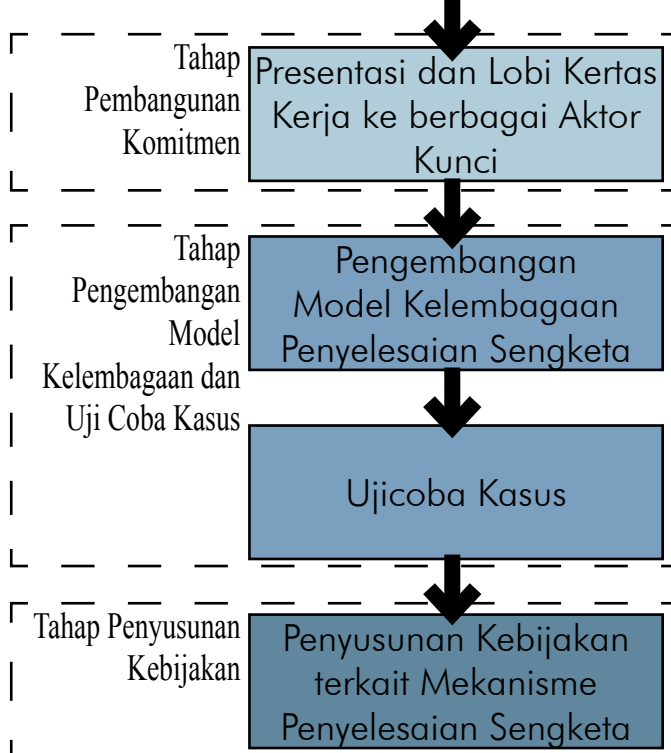 Tahap
Pembangunan
Komitmen
Presentasi dan Lobi Kertas
Kerja ke berbagai Aktor
Kunci
Tahap
Pengembangan
Model
Kelembagaan dan
Uji Coba Kasus
Pengembangan
Model Kelembagaan
Penyelesaian Sengketa
Ujicoba Kasus
Tahap Penyusunan
Kebijakan
Penyusunan Kebijakan
terkait Mekanisme
Penyelesaian Sengketa